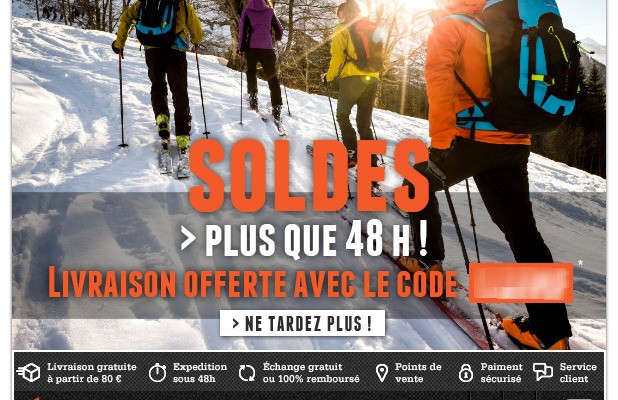 SOLDES
> PLUS QUE 48 H !
LIVRAISON OFFERTE AVEC LE CODE *
> NE TARDEZ PLUS !
Livraison gratuite
à partir de 80 €
Expedition
sous 48h
Échange gratuit
ou 100% remboursé
Points de
vente
Paiment
sécurisé
Service
client